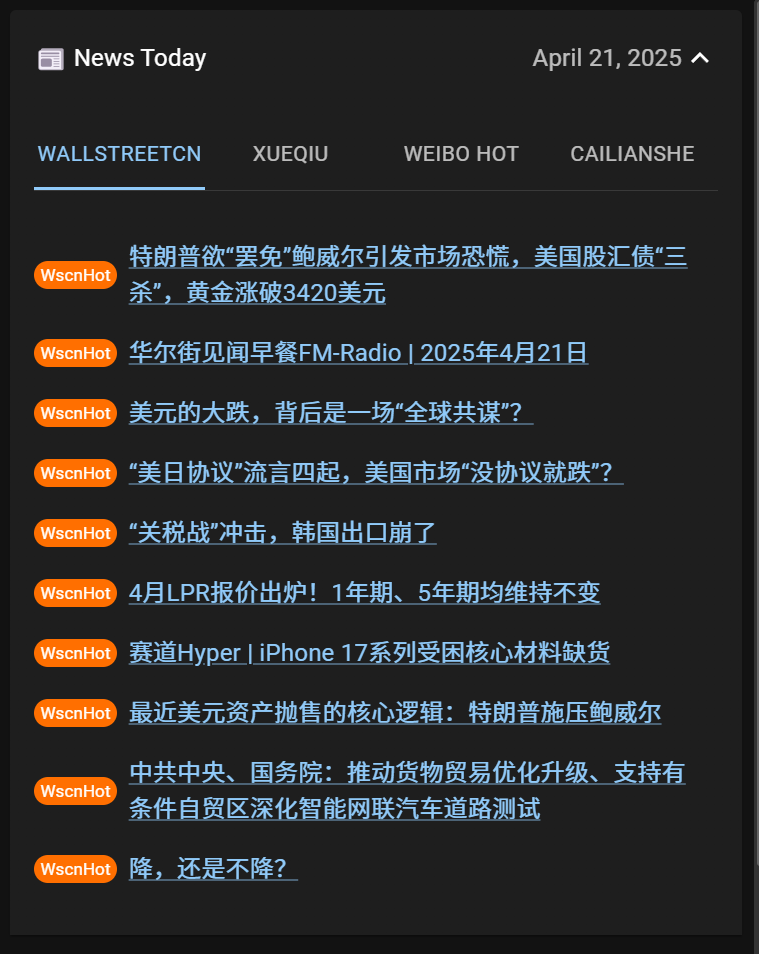 News Today
April 21, 2025
WALLSTREETCN
XUEQIU
WEIBO HOT
CAILIANSHE
WscnHot
特朗普欲“罢免”鲍威尔引发市场恐慌，美国股汇债“三
杀”，黄金涨破3420美元
WscnHot
华尔街见闻早餐FM-Radio | 2025年4月21日
WscnHot
美元的大跌，背后是一场“全球共谋”？
WscnHot
“美日协议”流言四起，美国市场“没协议就跌”？
WscnHot
“关税战”冲击，韩国出口崩了
WscnHot
4月LPR报价出炉！1年期、5年期均维持不变
WscnHot
赛道Hyper | iPhone 17系列受困核心材料缺货
WscnHot
最近美元资产抛售的核心逻辑：特朗普施压鲍威尔
WscnHot
中共中央、国务院：推动货物贸易优化升级、支持有
条件自贸区深化智能网联汽车道路测试
WscnHot
降，还是不降？